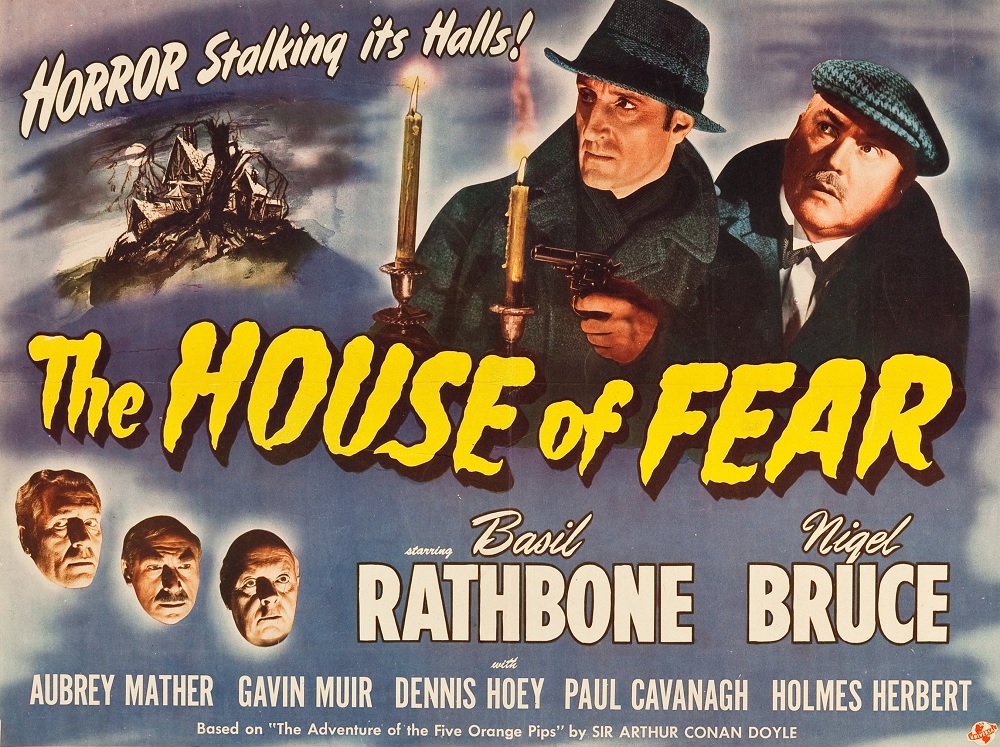 HORROR Stalking its Halls!
The HOUSE of FEAR
starring Basil RATHBONE
Nigel BRUCE
with
AUBREY MATHER GAVIN MUIR DENNIS HOEY PAUL CAVANAGH HOLMES HERBERT
Based on "The Adventure of the Five Orange Pips" by SIR ARTHUR CONAN DOYLE
UNIVERSAL